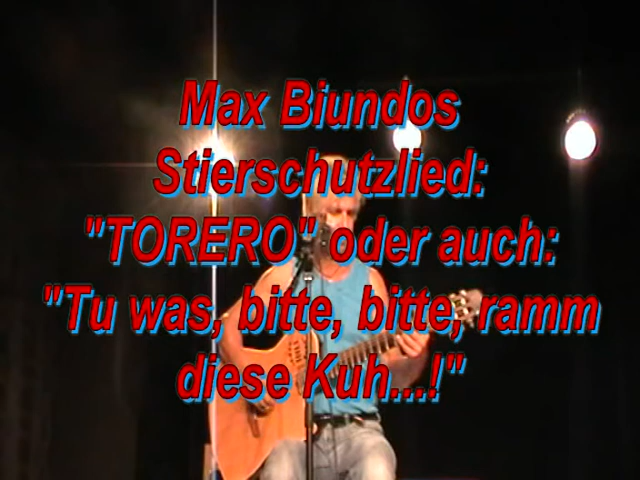 Max Biundos
Stierschutzlied:
"TORERO" oder auch:
"Tu was, bitte, bitte, ramm
diese Kuh...!"